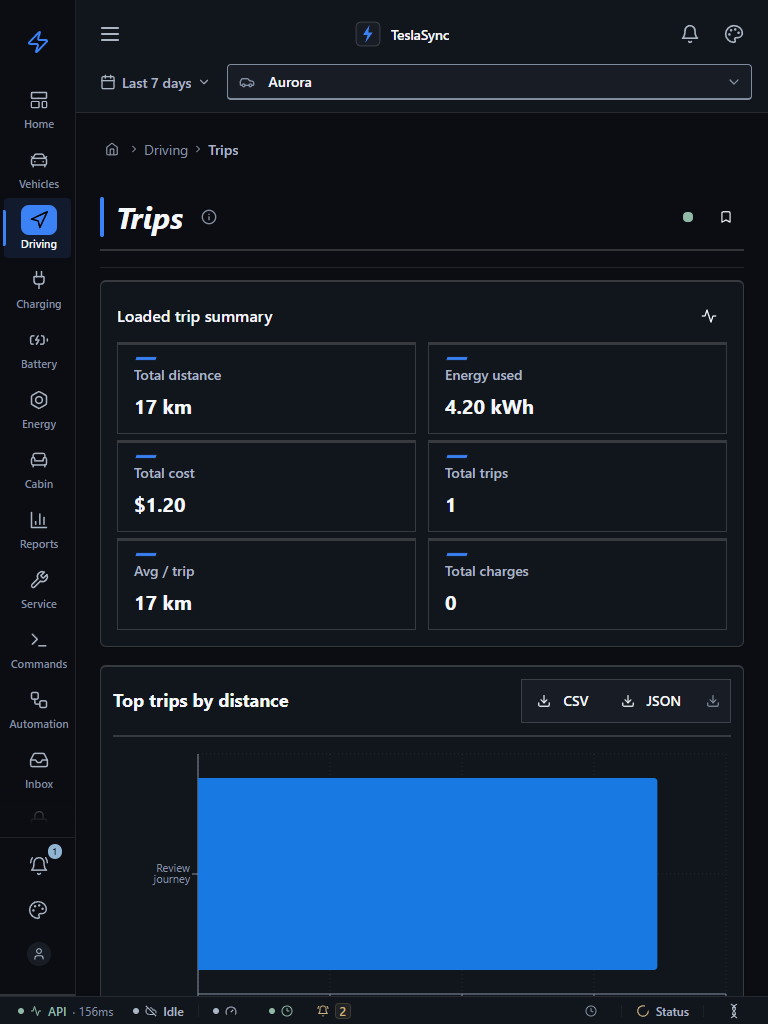 TeslaSync
Last 7 days
Aurora
Home
Vehicles
Driving
Charging
Battery
Energy
Cabin
Reports
Service
Commands
Automation
Inbox
1
Driving
Trips
Trips
Loaded trip summary
Total distance
17 km
Energy used
4.20 kWh
Total cost
$1.20
Total trips
1
Avg / trip
17 km
Total charges
0
Top trips by distance
CSV
JSON
Review
journey
API · 156ms
Idle
2
Status